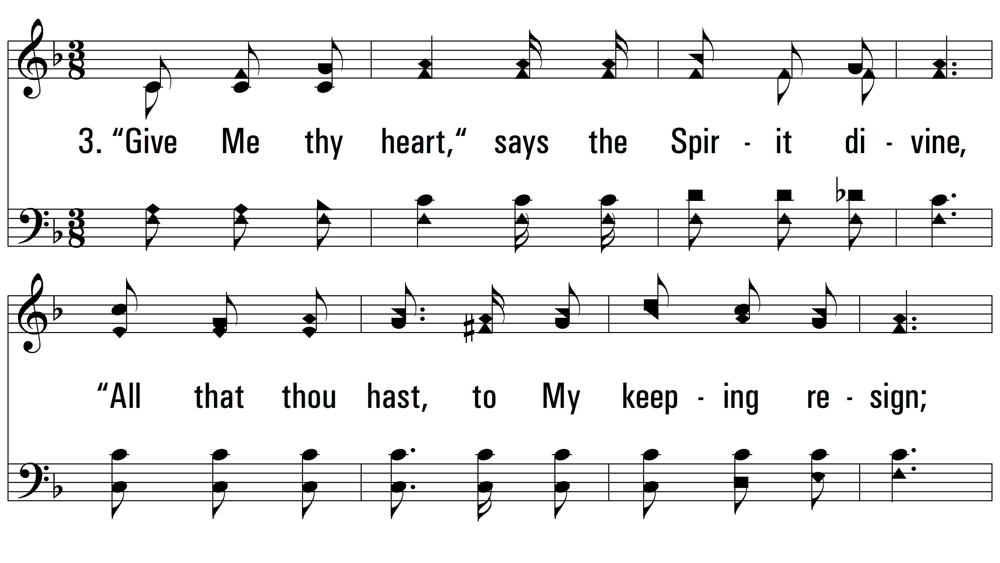 3. “Give Me thy heart,“ says the Spir - it di - vine,
“All that thou hast, to My keep - ing re - sign;